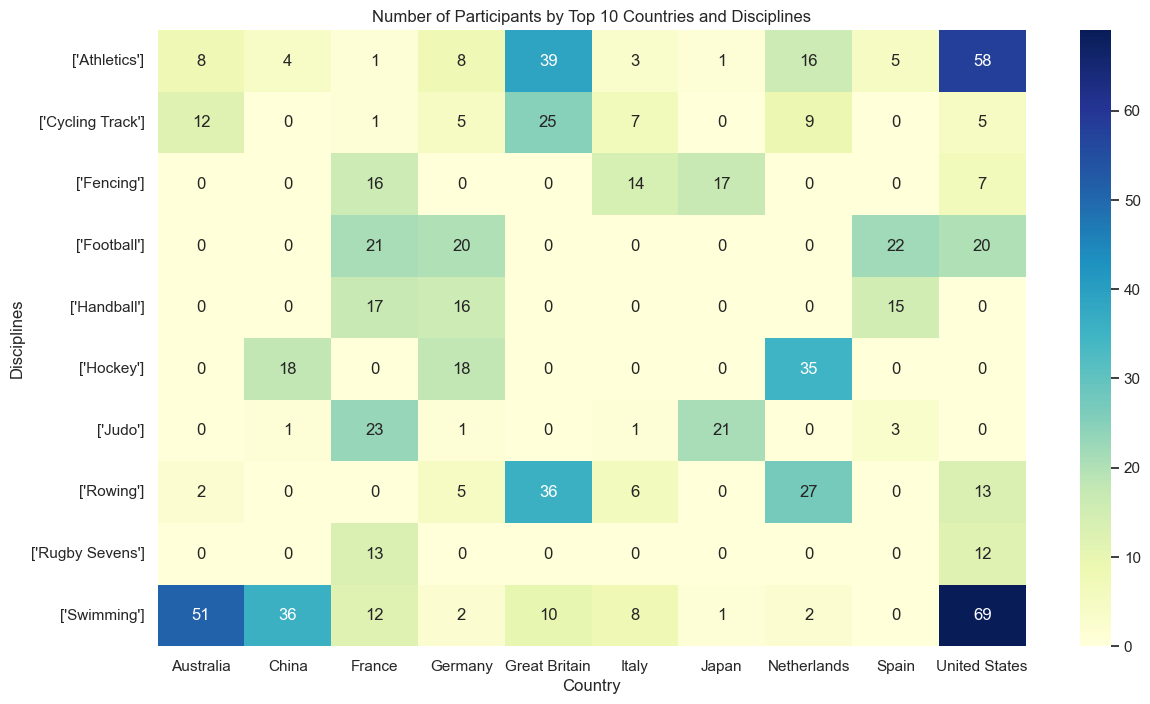 Number of Participants by Top 10 Countries and Disciplines
['Athletics'] 8 4 1 8 39 3 1 16 5 58
['Cycling Track'] 12 0 1 5 25 7 0 9 0 5
['Fencing'] 0 0 16 0 0 14 17 0 0 7
['Football'] 0 0 21 20 0 0 0 0 22 20
['Handball'] 0 0 17 16 0 0 0 0 15 0
['Hockey'] 0 18 0 18 0 0 0 35 0 0
['Judo'] 0 1 23 1 0 1 21 0 3 0
['Rowing'] 2 0 0 5 36 6 0 27 0 13
['Rugby Sevens'] 0 0 13 0 0 0 0 0 0 12
['Swimming'] 51 36 12 2 10 8 1 2 0 69
Australia China France Germany Great Britain Italy Japan Netherlands Spain United States
Country
Disciplines
60
50
40
30
20
10
0